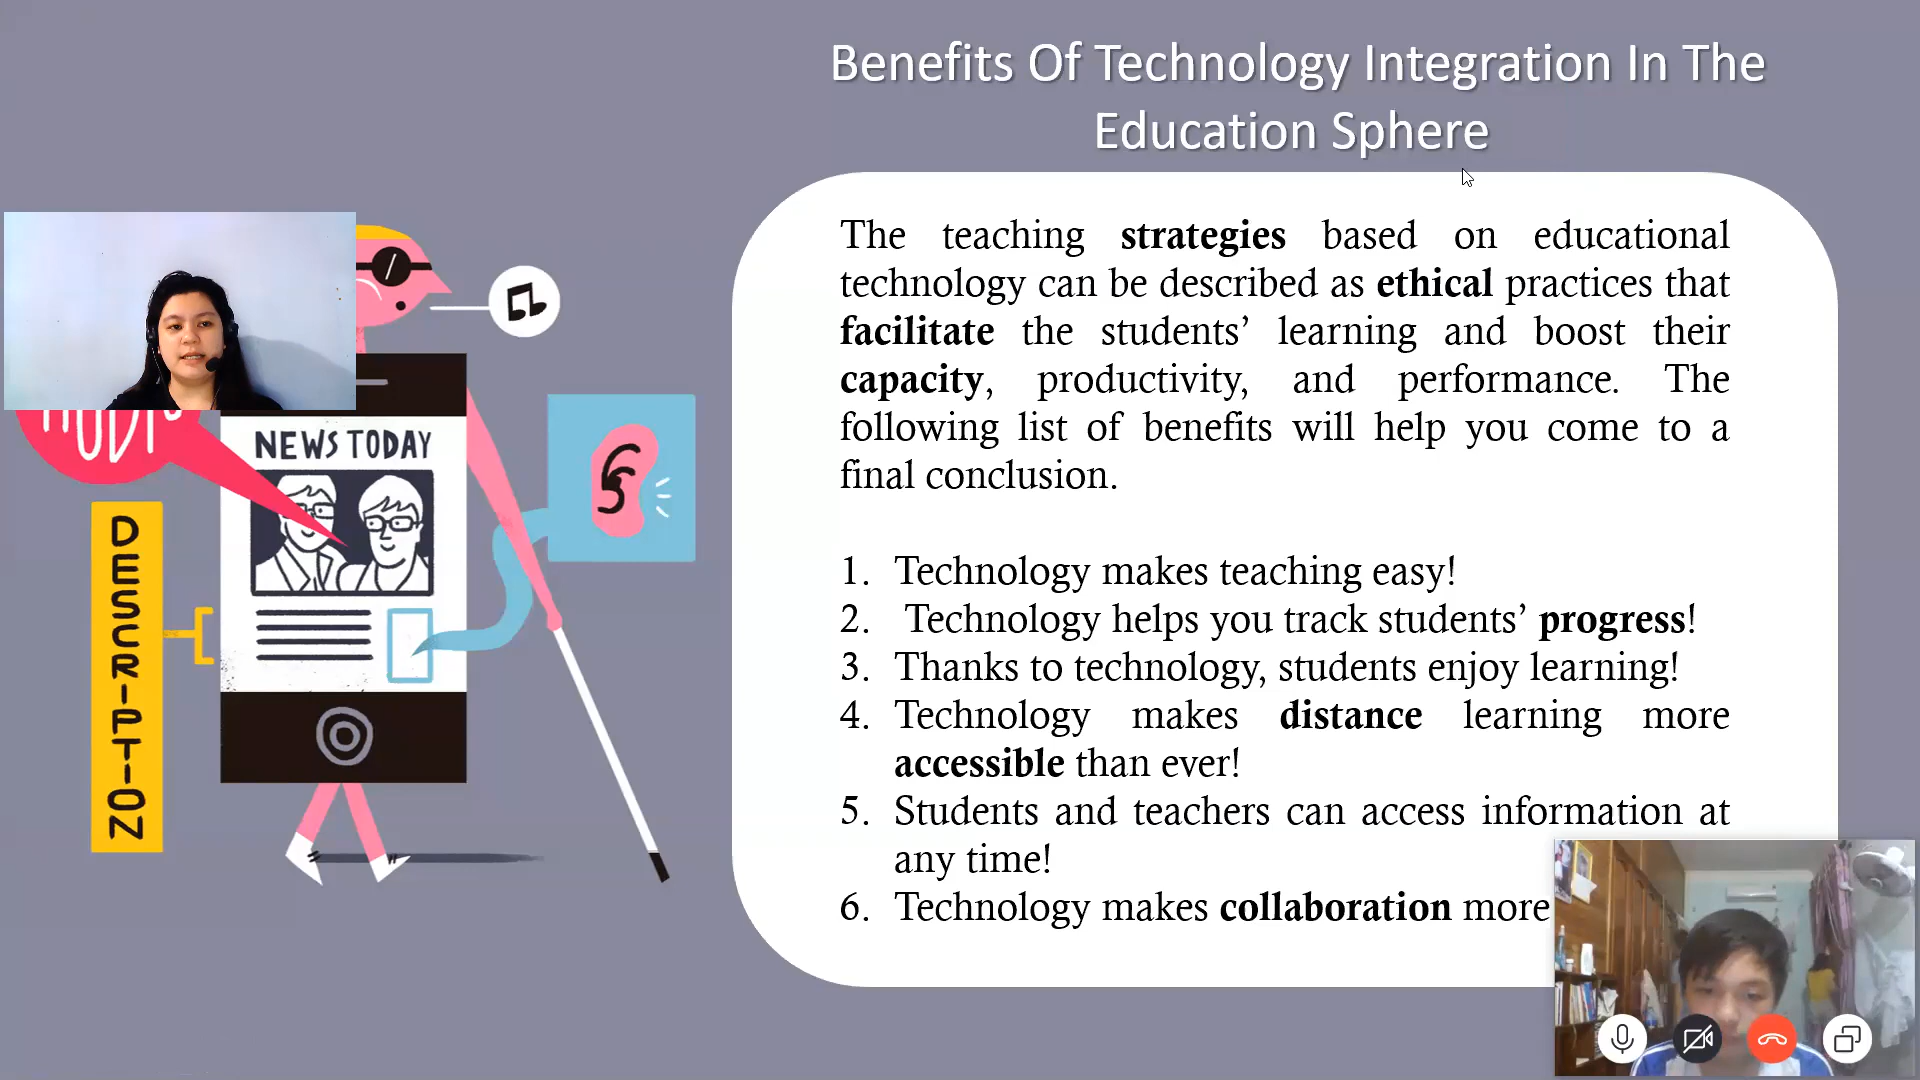 Benefits Of Technology Integration In The
Education Sphere
The teaching strategies based on educational
technology can be described as ethical practices that
facilitate the students’ learning and boost their
capacity, productivity, and performance. The
following list of benefits will help you come to a
final conclusion.
1. Technology makes teaching easy!
2. Technology helps you track students’ progress!
3. Thanks to technology, students enjoy learning!
4. Technology makes distance learning more
accessible than ever!
5. Students and teachers can access information at
any time!
6. Technology makes collaboration more
NEWS TODAY
DESCRIPTION